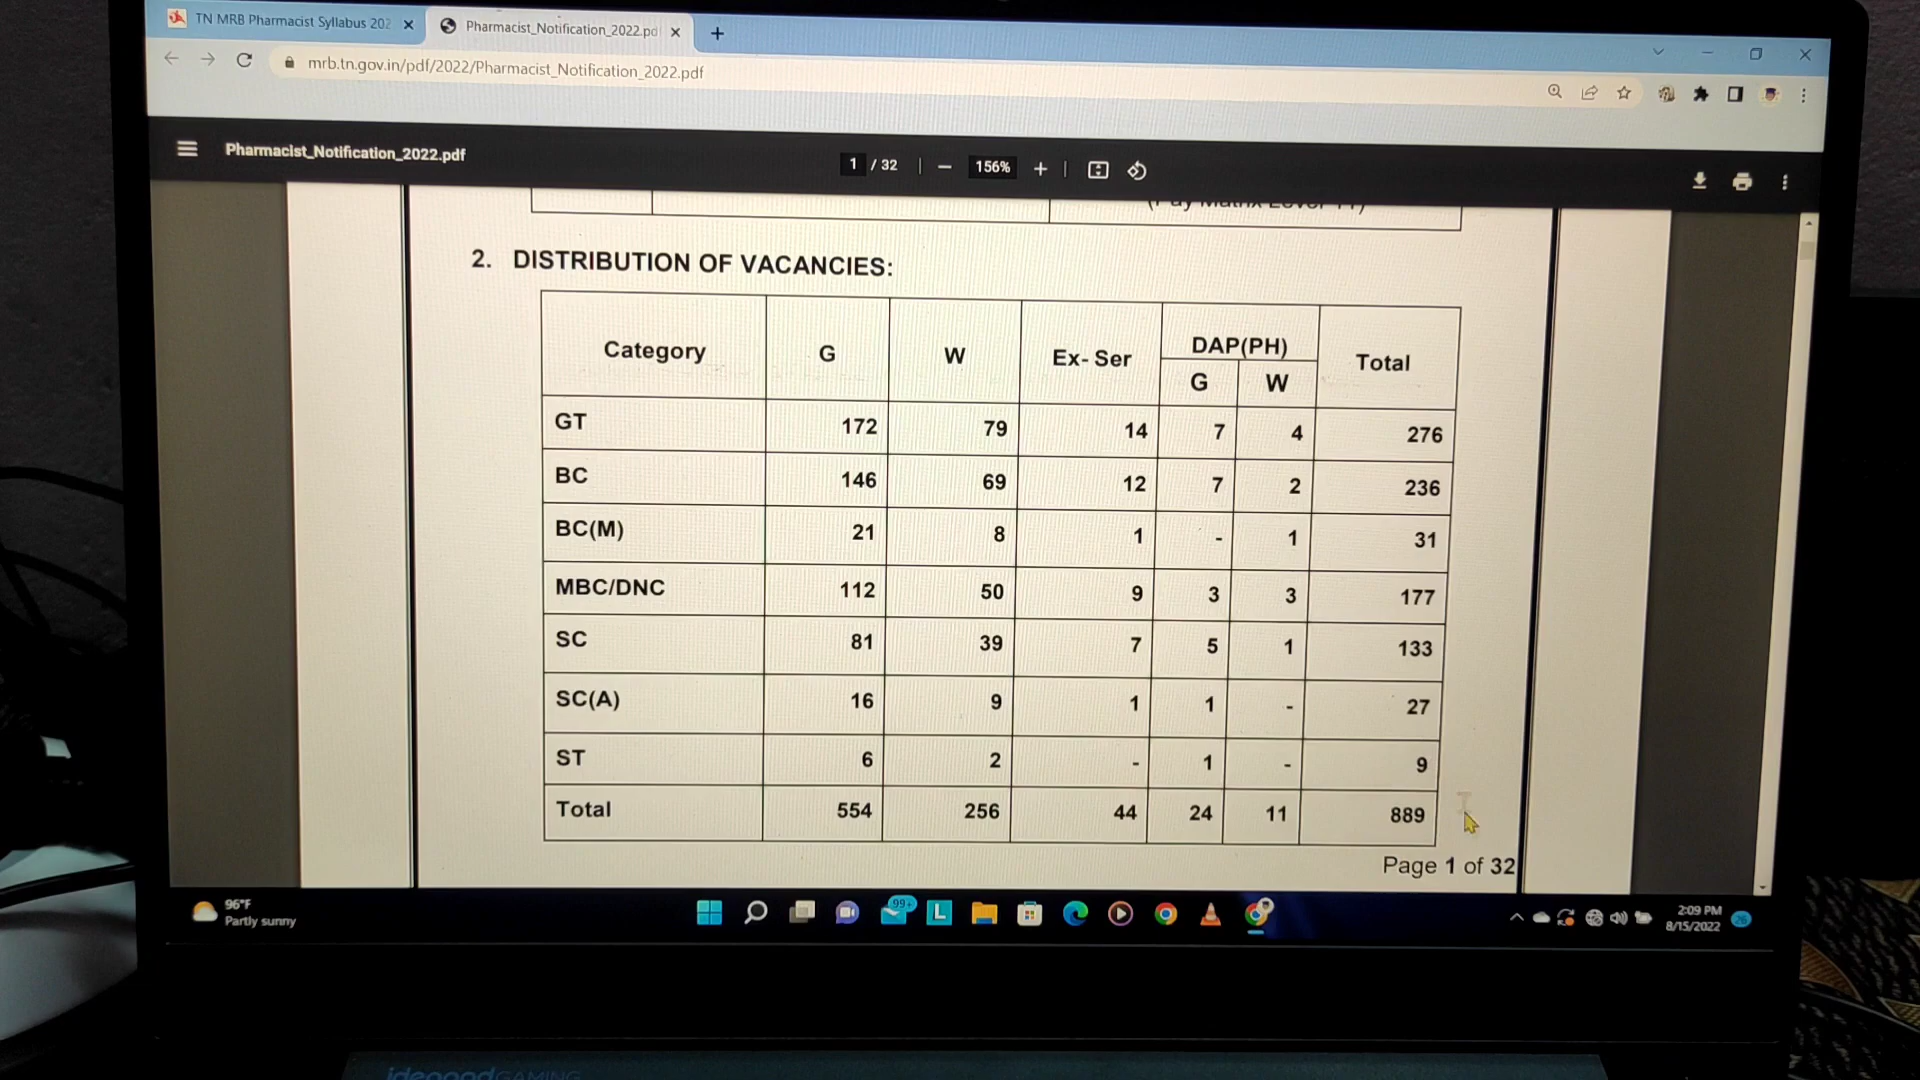 TN MRB Pharmacist Syllabus 202
Pharmacist_Notification_2022.pd
mrb.tn.gov.in/pdf/2022/Pharmacist_Notification_2022.pdf
Pharmacist_Notification_2022.pdf
1 / 32
156%
2. DISTRIBUTION OF VACANCIES:
Category G W Ex- Ser DAP(PH) Total
G W
GT 172 79 14 7 4 276
BC 146 69 12 7 2 236
BC(M) 21 8 1 - 1 31
MBC/DNC 112 50 9 3 3 177
SC 81 39 7 5 1 133
SC(A) 16 9 1 1 - 27
ST 6 2 - 1 - 9
Total 554 256 44 24 11 889
Page 1 of 32
96°F
Partly sunny
99+
L
2:09 PM
8/15/2022
26